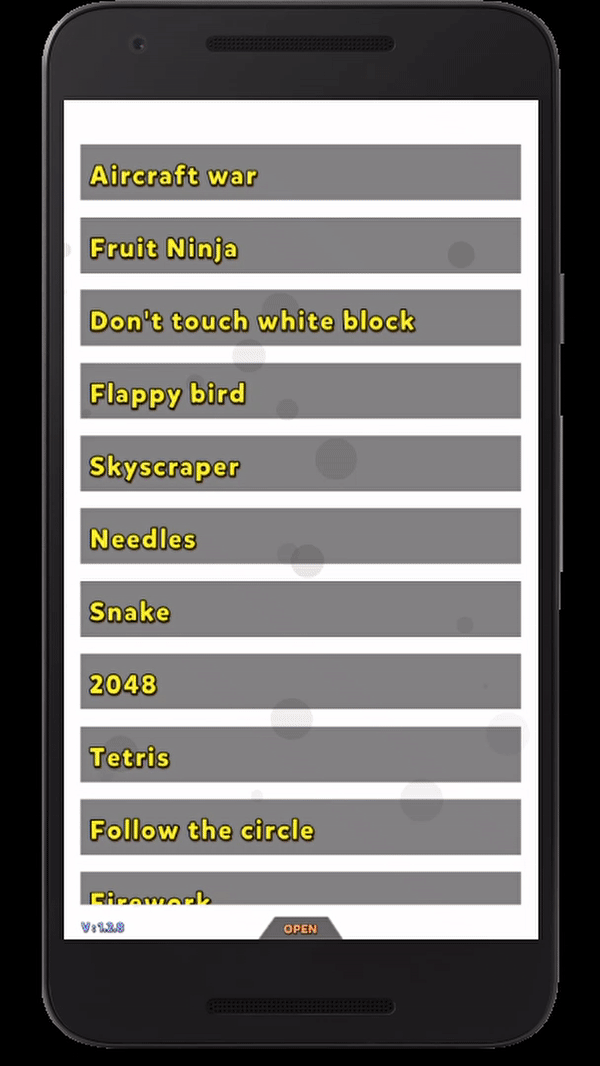 Aircraft war
Fruit Ninja
Don't touch white block
Flappy bird
Skyscraper
Needles
Snake
2048
Tetris
Follow the circle
Firework
V:1.2.8
OPEN